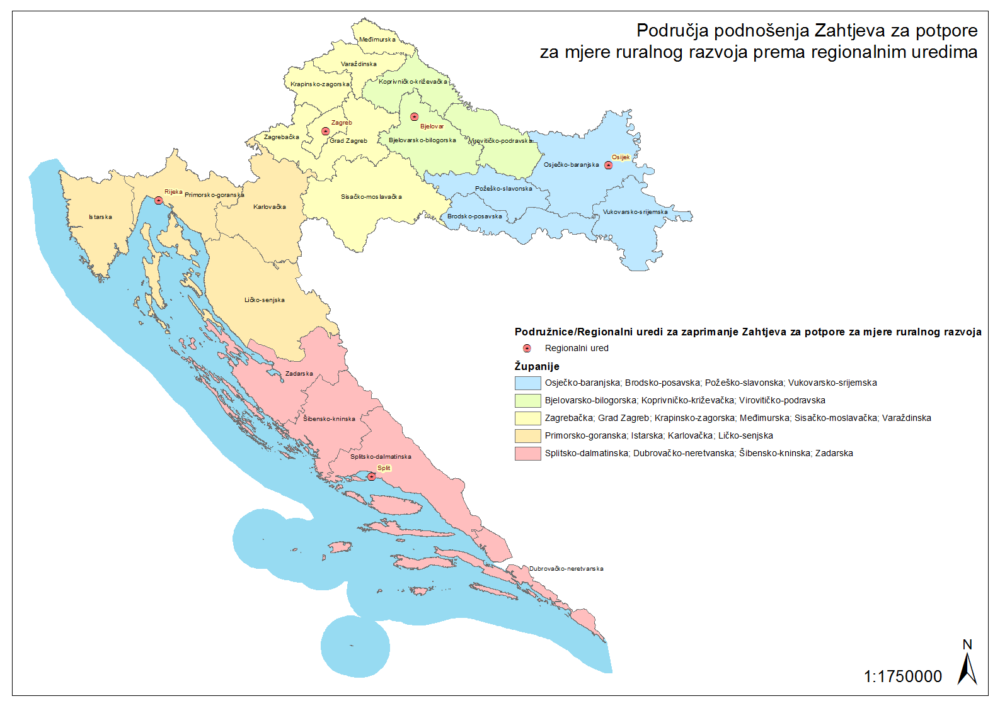 Područja podnošenja Zahtjeva za potpore
za mjere ruralnog razvoja prema regionalnim uredima
Međimurska
Varaždinska
Krapinsko-zagorska
Koprivničko-križevačka
Zagreb
Bjelovar
Zagrebačka
Grad Zagreb
Bjelovarsko-bilogorska
Virovitičko-podravska
Osijek
Osječko-baranjska
Požeško-slavonska
Rijeka
Primorsko-goranska
Sisačko-moslavačka
Karlovačka
Istarska
Brodsko-posavska
Vukovarsko-srijemska
Ličko-senjska
Zadarska
Šibensko-kninska
Splitsko-dalmatinska
Split
Dubrovačko-neretvanska
Podružnice/Regionalni uredi za zaprimanje Zahtjeva za potpore za mjere ruralnog razvoja
Regionalni ured
Županije
Osječko-baranjska; Brodsko-posavska; Požeško-slavonska; Vukovarsko-srijemska
Bjelovarsko-bilogorska; Koprivničko-križevačka; Virovitičko-podravska
Zagrebačka; Grad Zagreb; Krapinsko-zagorska; Međimurska; Sisačko-moslavačka; Varaždinska
Primorsko-goranska; Istarska; Karlovačka; Ličko-senjska
Splitsko-dalmatinska; Dubrovačko-neretvanska; Šibensko-kninska; Zadarska
N
1:1750000